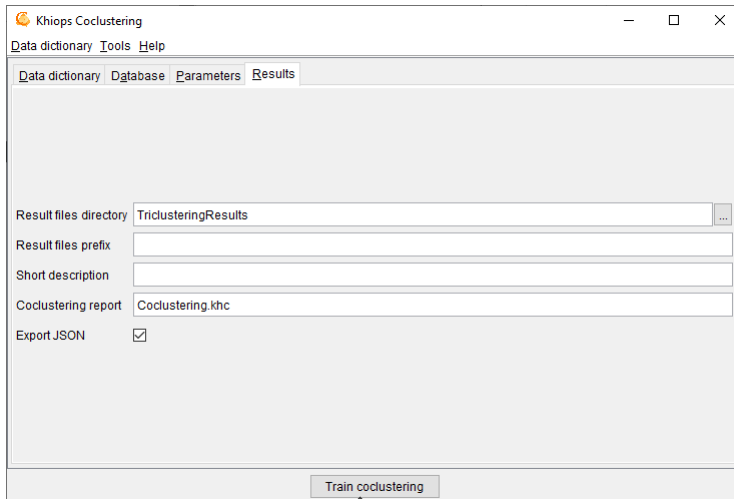 Khiops Coclustering
Data dictionary Tools Help
Data dictionary Database Parameters Results
Result files directory TriclusteringResults ...
Result files prefix
Short description
Coclustering report Coclustering.khc
Export JSON
Train coclustering